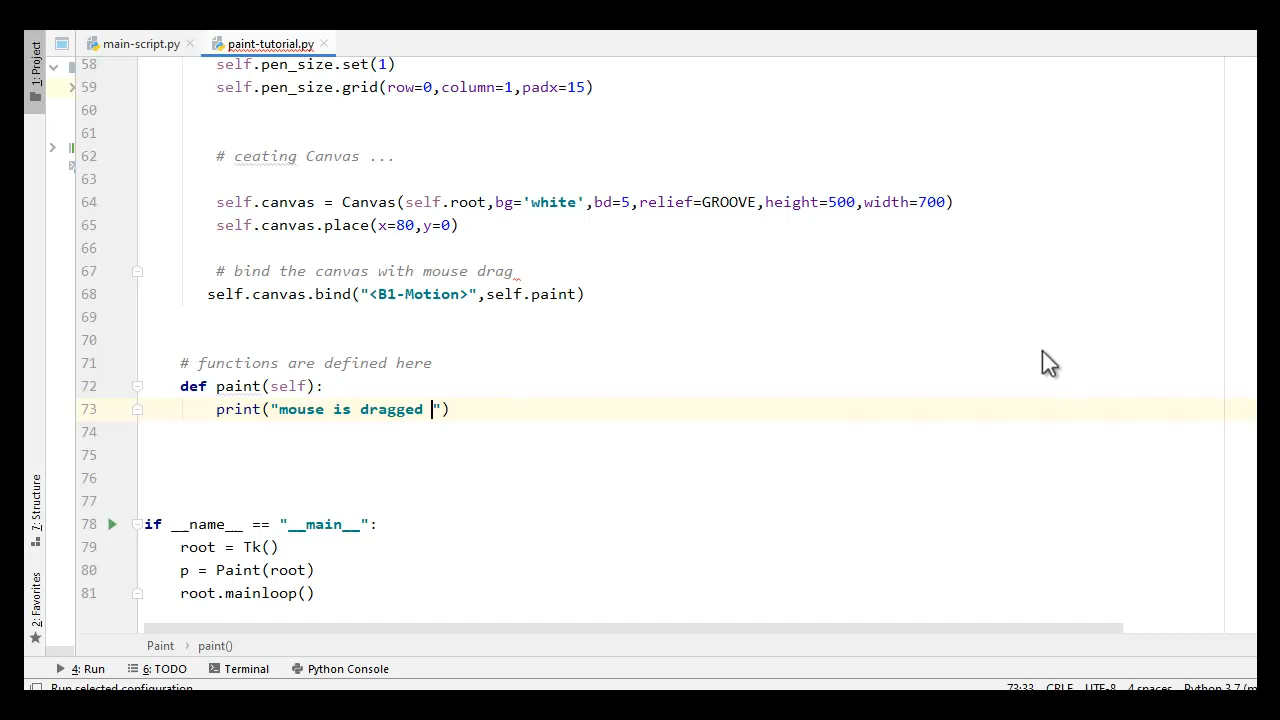 1: Project
main-script.py
paint-tutorial.py
58 self.pen_size.set(1)
59 self.pen_size.grid(row=0,column=1,padx=15)
60
61
62 # ceating Canvas ...
63
64 self.canvas = Canvas(self.root,bg='white',bd=5,relief=GROOVE,height=500,width=700)
65 self.canvas.place(x=80,y=0)
66
67 # bind the canvas with mouse drag
68 self.canvas.bind("<B1-Motion>",self.paint)
69
70
71 # functions are defined here
72 def paint(self):
73 print("mouse is dragged ")
74
75
76
77
78 if __name__ == "__main__":
79 root = Tk()
80 p = Paint(root)
81 root.mainloop()
7: Structure
2: Favorites
Paint › paint()
4: Run 6: TODO Terminal Python Console
Run selected configuration 73:33 CRLF UTF-8 4 spaces Python 3.7 (m